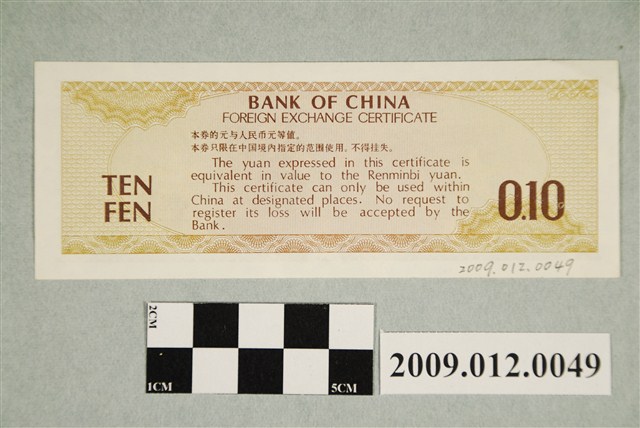 BANK OF CHINA
FOREIGN EXCHANGE CERTIFICATE
本券的元与人民币元等值。
本券只限在中国境内指定的范围使用。不得挂失。
The yuan expressed in this certificate is
equivalent in value to the Renminbi yuan.
This certificate can only be used within
China at designated places. No request to
register its loss will be accepted by the
Bank.
TEN
FEN
0.10
2009.012.0049
2CM
1CM
5CM
2009.012.0049